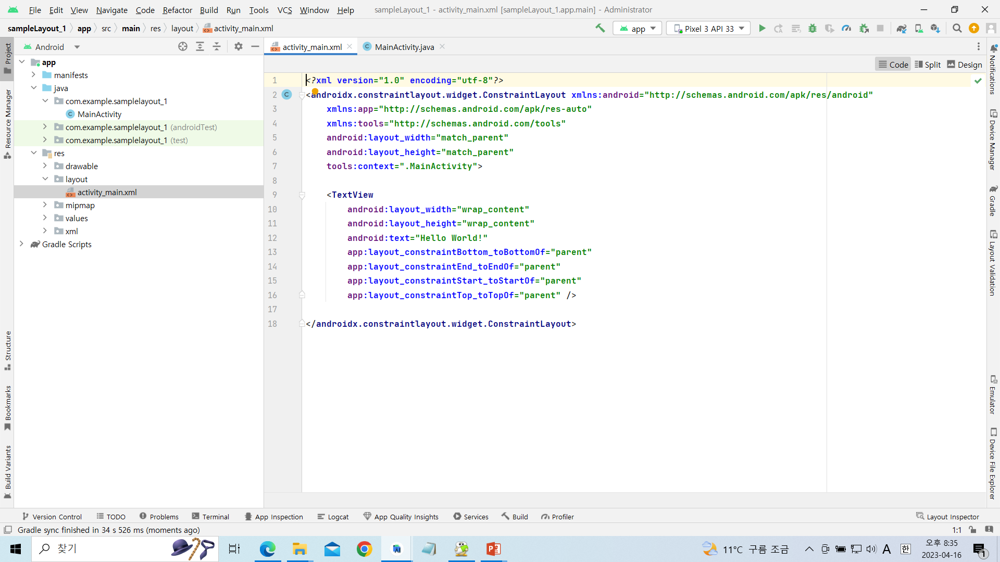 File Edit View Navigate Code Refactor Build Run Tools VCS Window Help sampleLayout_1 - activity_main.xml [sampleLayout_1.app.main] - Administrator
sampleLayout_1 app src main res layout activity_main.xml app Pixel 3 API 33
Project
Resource Manager
Structure
Bookmarks
Build Variants
Android
app
manifests
java
com.example.samplelayout_1
MainActivity
com.example.samplelayout_1 (androidTest)
com.example.samplelayout_1 (test)
res
drawable
layout
activity_main.xml
mipmap
values
xml
Gradle Scripts
activity_main.xml MainActivity.java
Code Split Design
1 <?xml version="1.0" encoding="utf-8"?>
2 <androidx.constraintlayout.widget.ConstraintLayout xmlns:android="http://schemas.android.com/apk/res/android"
3 xmlns:app="http://schemas.android.com/apk/res-auto"
4 xmlns:tools="http://schemas.android.com/tools"
5 android:layout_width="match_parent"
6 android:layout_height="match_parent"
7 tools:context=".MainActivity">
8
9 <TextView
10 android:layout_width="wrap_content"
11 android:layout_height="wrap_content"
12 android:text="Hello World!"
13 app:layout_constraintBottom_toBottomOf="parent"
14 app:layout_constraintEnd_toEndOf="parent"
15 app:layout_constraintStart_toStartOf="parent"
16 app:layout_constraintTop_toTopOf="parent" />
17
18 </androidx.constraintlayout.widget.ConstraintLayout>
Notifications
Device Manager
Gradle
Layout Validation
Emulator
Device File Explorer
Version Control TODO Problems Terminal App Inspection Logcat App Quality Insights Services Build Profiler Layout Inspector
Gradle sync finished in 34 s 526 ms (moments ago) 1:1
찾기 11°C 구름 조금 A 한 오후 8:35
2023-04-16 1